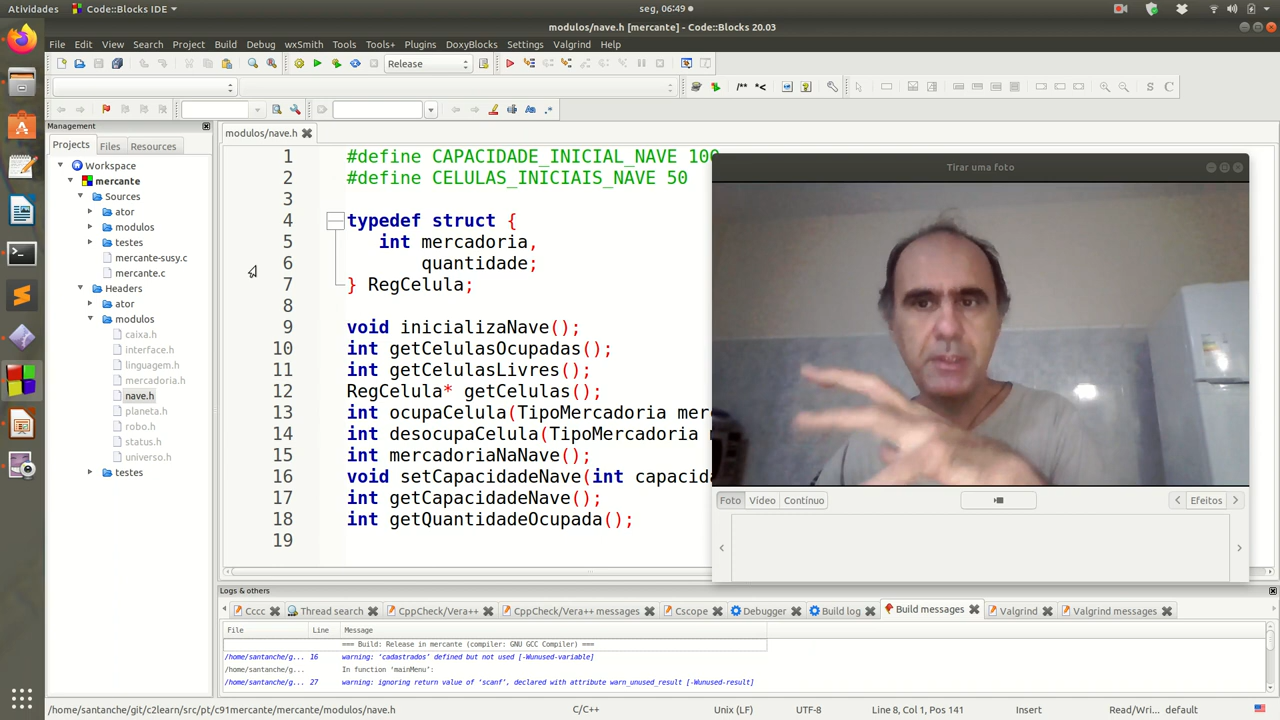 Atividades
Code::Blocks IDE
seg, 06:49
modulos/nave.h [mercante] - Code::Blocks 20.03
File Edit View Search Project Build Debug wxSmith Tools Tools+ Plugins DoxyBlocks Settings Valgrind Help
Release
/** *<
S C
.*
Management
Projects Files Resources
Workspace
mercante
Sources
ator
modulos
testes
mercante-susy.c
mercante.c
Headers
ator
modulos
caixa.h
interface.h
linguagem.h
mercadoria.h
nave.h
planeta.h
robo.h
status.h
universo.h
testes
modulos/nave.h
1 #define CAPACIDADE_INICIAL_NAVE 100
2 #define CELULAS_INICIAIS_NAVE 50
3
4 typedef struct {
5 int mercadoria,
6 quantidade;
7 } RegCelula;
8
9 void inicializaNave();
10 int getCelulasOcupadas();
11 int getCelulasLivres();
12 RegCelula* getCelulas();
13 int ocupaCelula(TipoMercadoria mer
14 int desocupaCelula(TipoMercadoria
15 int mercadoriaNaNave();
16 void setCapacidadeNave(int capacida
17 int getCapacidadeNave();
18 int getQuantidadeOcupada();
19
Tirar uma foto
Foto Vídeo Contínuo
Efeitos
Logs & others
Cccc Thread search CppCheck/Vera++ CppCheck/Vera++ messages Cscope Debugger Build log Build messages Valgrind Valgrind messages
File Line Message
=== Build: Release in mercante (compiler: GNU GCC Compiler) ===
/home/santanche/g... 16 warning: ‘cadastrados’ defined but not used [-Wunused-variable]
/home/santanche/g... In function ‘mainMenu’:
/home/santanche/g... 27 warning: ignoring return value of ‘scanf’, declared with attribute warn_unused_result [-Wunused-result]
/home/santanche/git/c2learn/src/pt/c91mercante/mercante/modulos/nave.h C/C++ Unix (LF) UTF-8 Line 8, Col 1, Pos 141 Insert Read/Wri... default